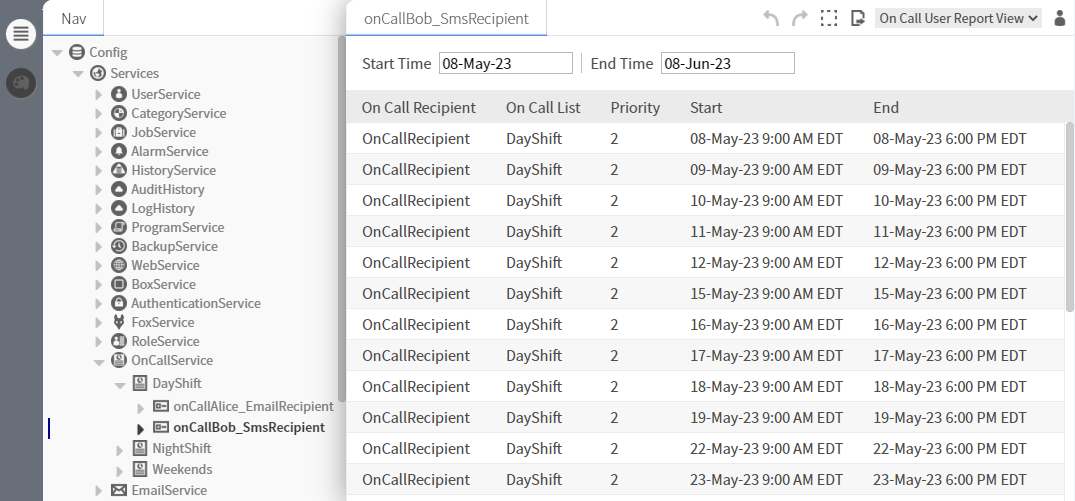 Nav
Config
Services
UserService
CategoryService
JobService
AlarmService
HistoryService
AuditHistory
LogHistory
ProgramService
BackupService
WebService
BoxService
AuthenticationService
FoxService
RoleService
OnCallService
DayShift
onCallAlice_EmailRecipient
onCallBob_SmsRecipient
NightShift
Weekends
EmailService
onCallBob_SmsRecipient
On Call User Report View
Start Time 08-May-23 End Time 08-Jun-23
On Call Recipient On Call List Priority Start End
OnCallRecipient DayShift 2 08-May-23 9:00 AM EDT 08-May-23 6:00 PM EDT
OnCallRecipient DayShift 2 09-May-23 9:00 AM EDT 09-May-23 6:00 PM EDT
OnCallRecipient DayShift 2 10-May-23 9:00 AM EDT 10-May-23 6:00 PM EDT
OnCallRecipient DayShift 2 11-May-23 9:00 AM EDT 11-May-23 6:00 PM EDT
OnCallRecipient DayShift 2 12-May-23 9:00 AM EDT 12-May-23 6:00 PM EDT
OnCallRecipient DayShift 2 15-May-23 9:00 AM EDT 15-May-23 6:00 PM EDT
OnCallRecipient DayShift 2 16-May-23 9:00 AM EDT 16-May-23 6:00 PM EDT
OnCallRecipient DayShift 2 17-May-23 9:00 AM EDT 17-May-23 6:00 PM EDT
OnCallRecipient DayShift 2 18-May-23 9:00 AM EDT 18-May-23 6:00 PM EDT
OnCallRecipient DayShift 2 19-May-23 9:00 AM EDT 19-May-23 6:00 PM EDT
OnCallRecipient DayShift 2 22-May-23 9:00 AM EDT 22-May-23 6:00 PM EDT
OnCallRecipient DayShift 2 23-May-23 9:00 AM EDT 23-May-23 6:00 PM EDT